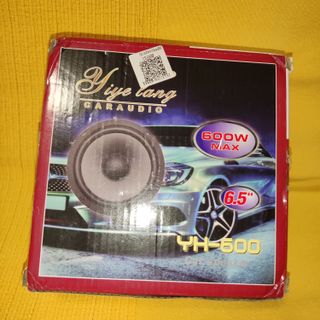 Yiye lang
CARAUDIO
600W
MAX
6.5"
YH-600